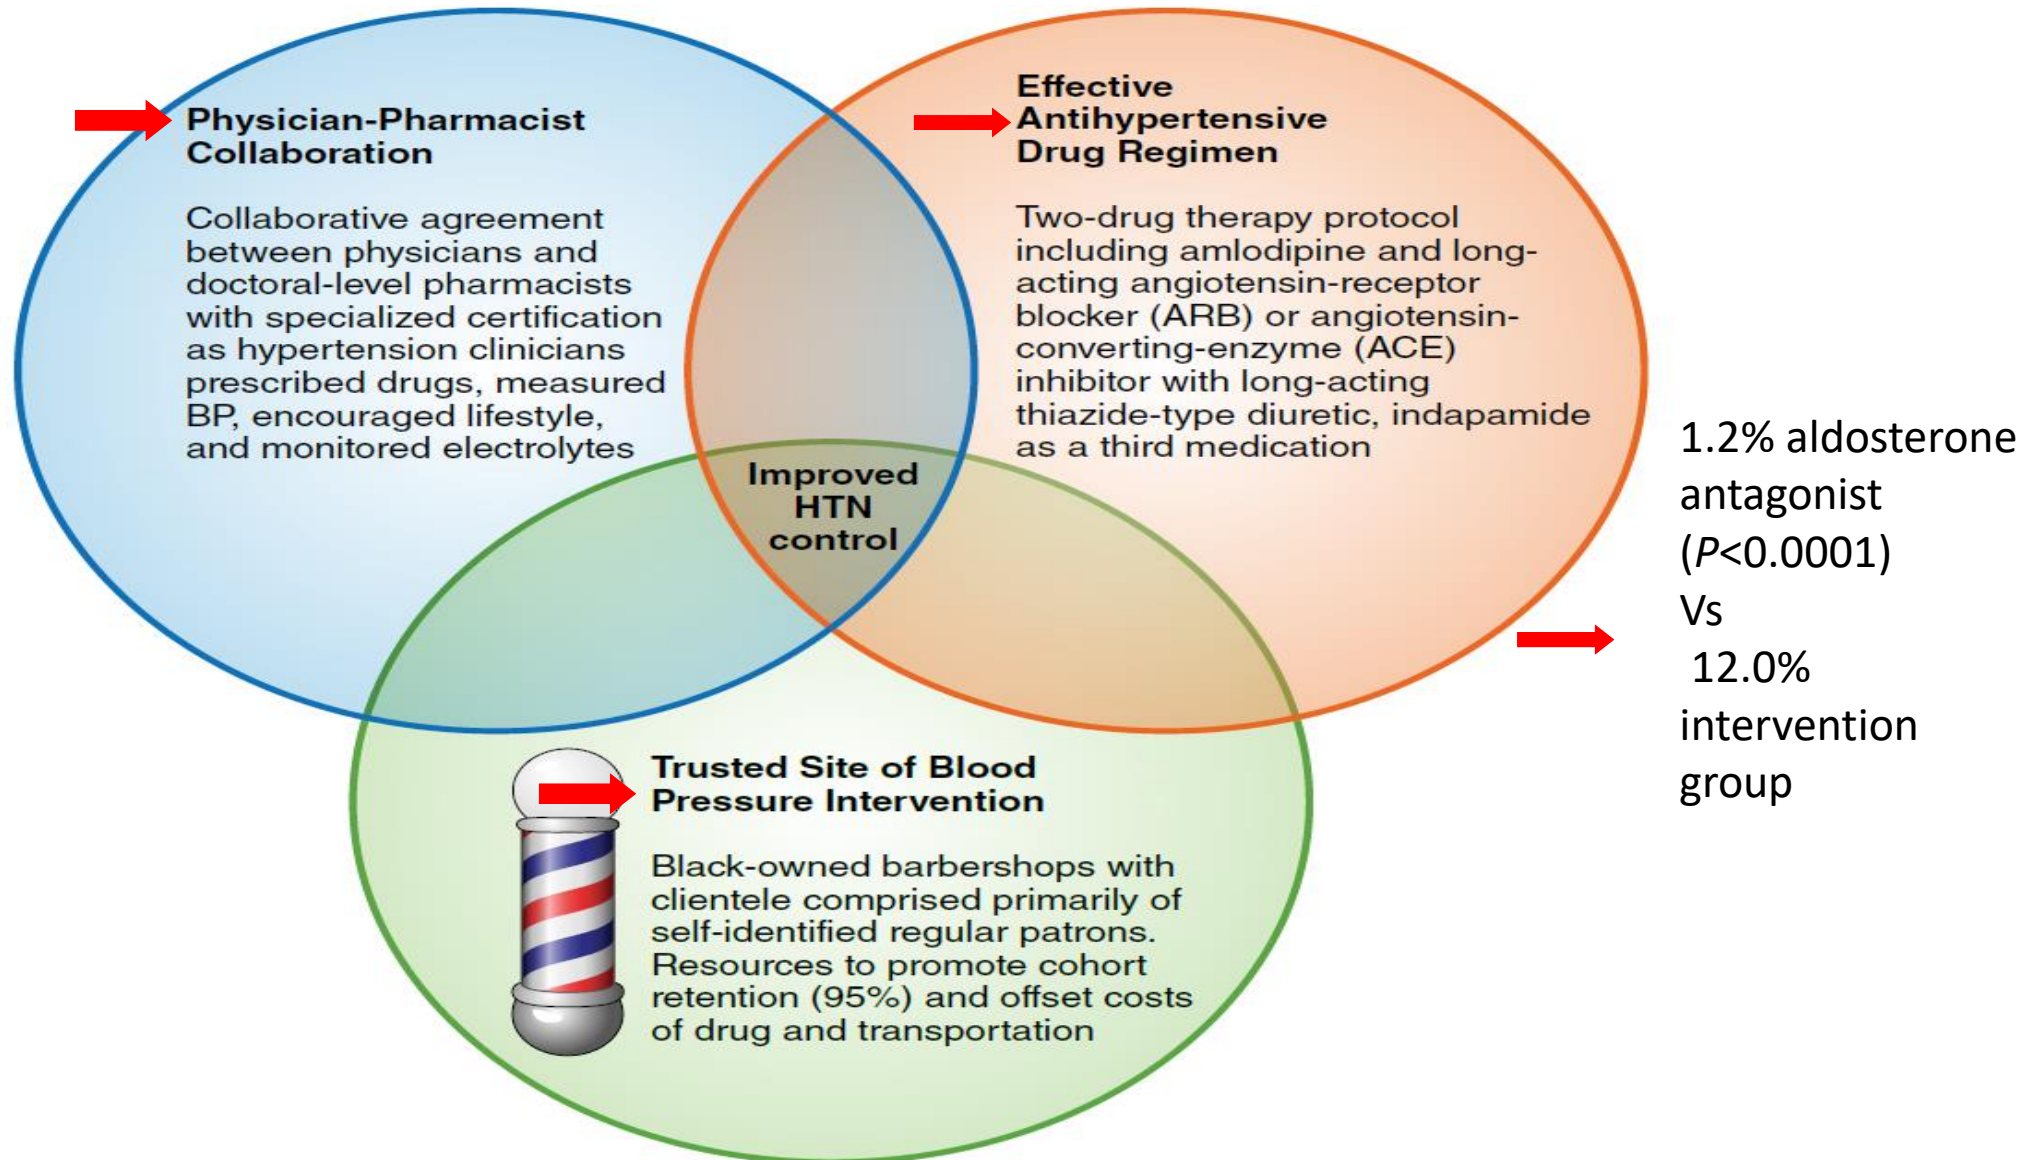 Physician-Pharmacist
Collaboration
Collaborative agreement
between physicians and
doctoral-level pharmacists
with specialized certification
as hypertension clinicians
prescribed drugs, measured
BP, encouraged lifestyle,
and monitored electrolytes
Effective
Antihypertensive
Drug Regimen
Two-drug therapy protocol
including amlodipine and long-
acting angiotensin-receptor
blocker (ARB) or angiotensin-
converting-enzyme (ACE)
inhibitor with long-acting
thiazide-type diuretic, indapamide
as a third medication
Improved
HTN
control
Trusted Site of Blood
Pressure Intervention
Black-owned barbershops with
clientele comprised primarily of
self-identified regular patrons.
Resources to promote cohort
retention (95%) and offset costs
of drug and transportation
1.2% aldosterone
antagonist
(P<0.0001)
Vs
12.0%
intervention
group